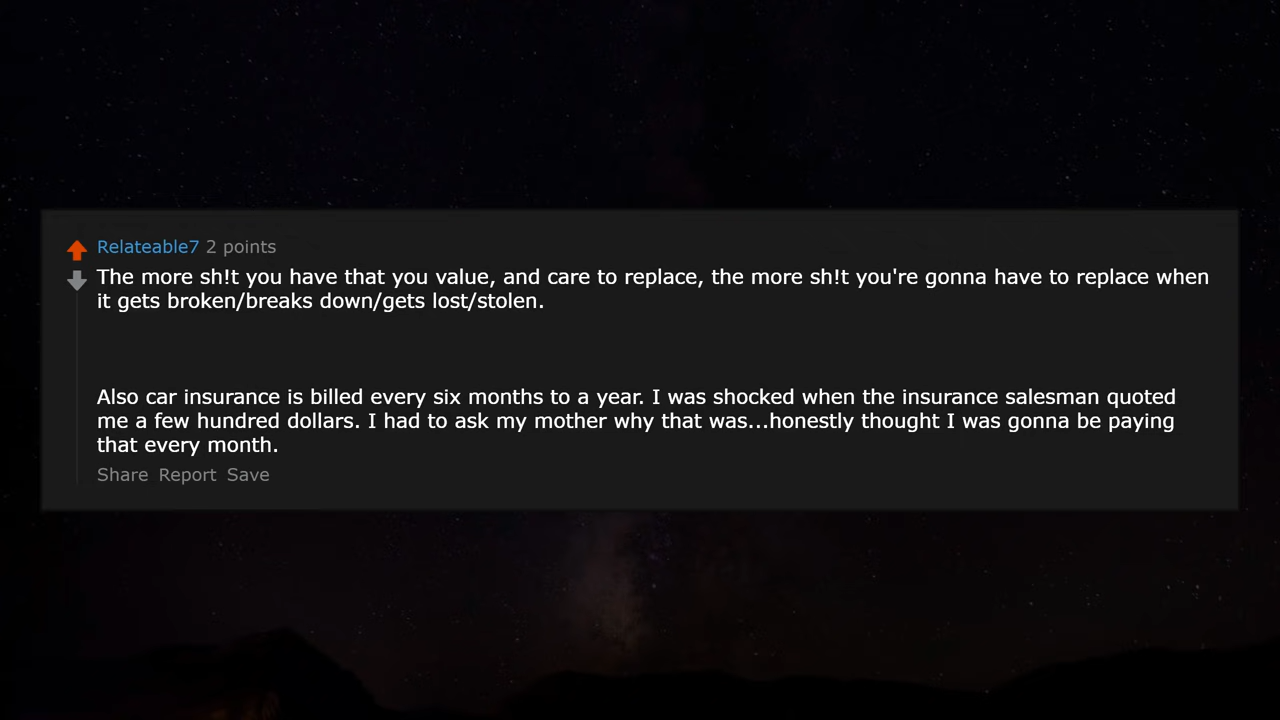 Relateable7 2 points
The more sh!t you have that you value, and care to replace, the more sh!t you're gonna have to replace when
it gets broken/breaks down/gets lost/stolen.
Also car insurance is billed every six months to a year. I was shocked when the insurance salesman quoted
me a few hundred dollars. I had to ask my mother why that was...honestly thought I was gonna be paying
that every month.
Share Report Save